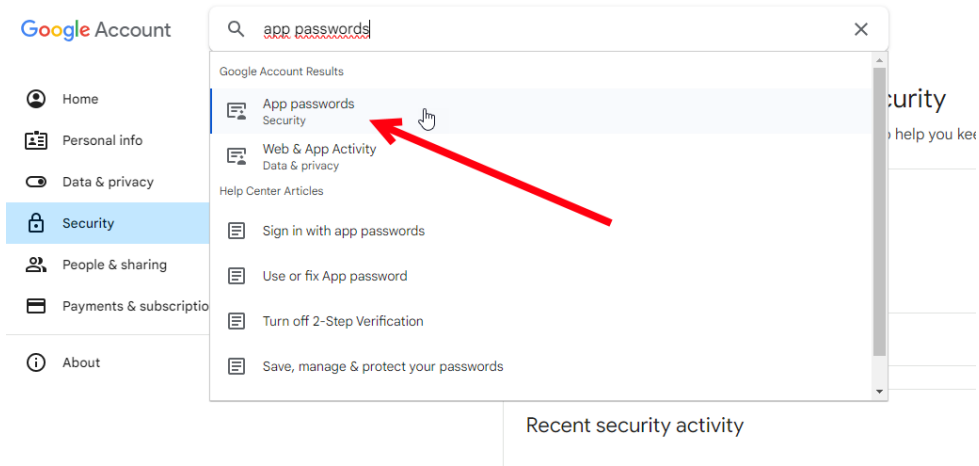 Google Account
app passwords
Home
Personal info
Data & privacy
Security
People & sharing
Payments & subscriptio
About
Google Account Results
App passwords
Security
Web & App Activity
Data & privacy
Help Center Articles
Sign in with app passwords
Use or fix App password
Turn off 2-Step Verification
Save, manage & protect your passwords
curity
help you kee
Recent security activity